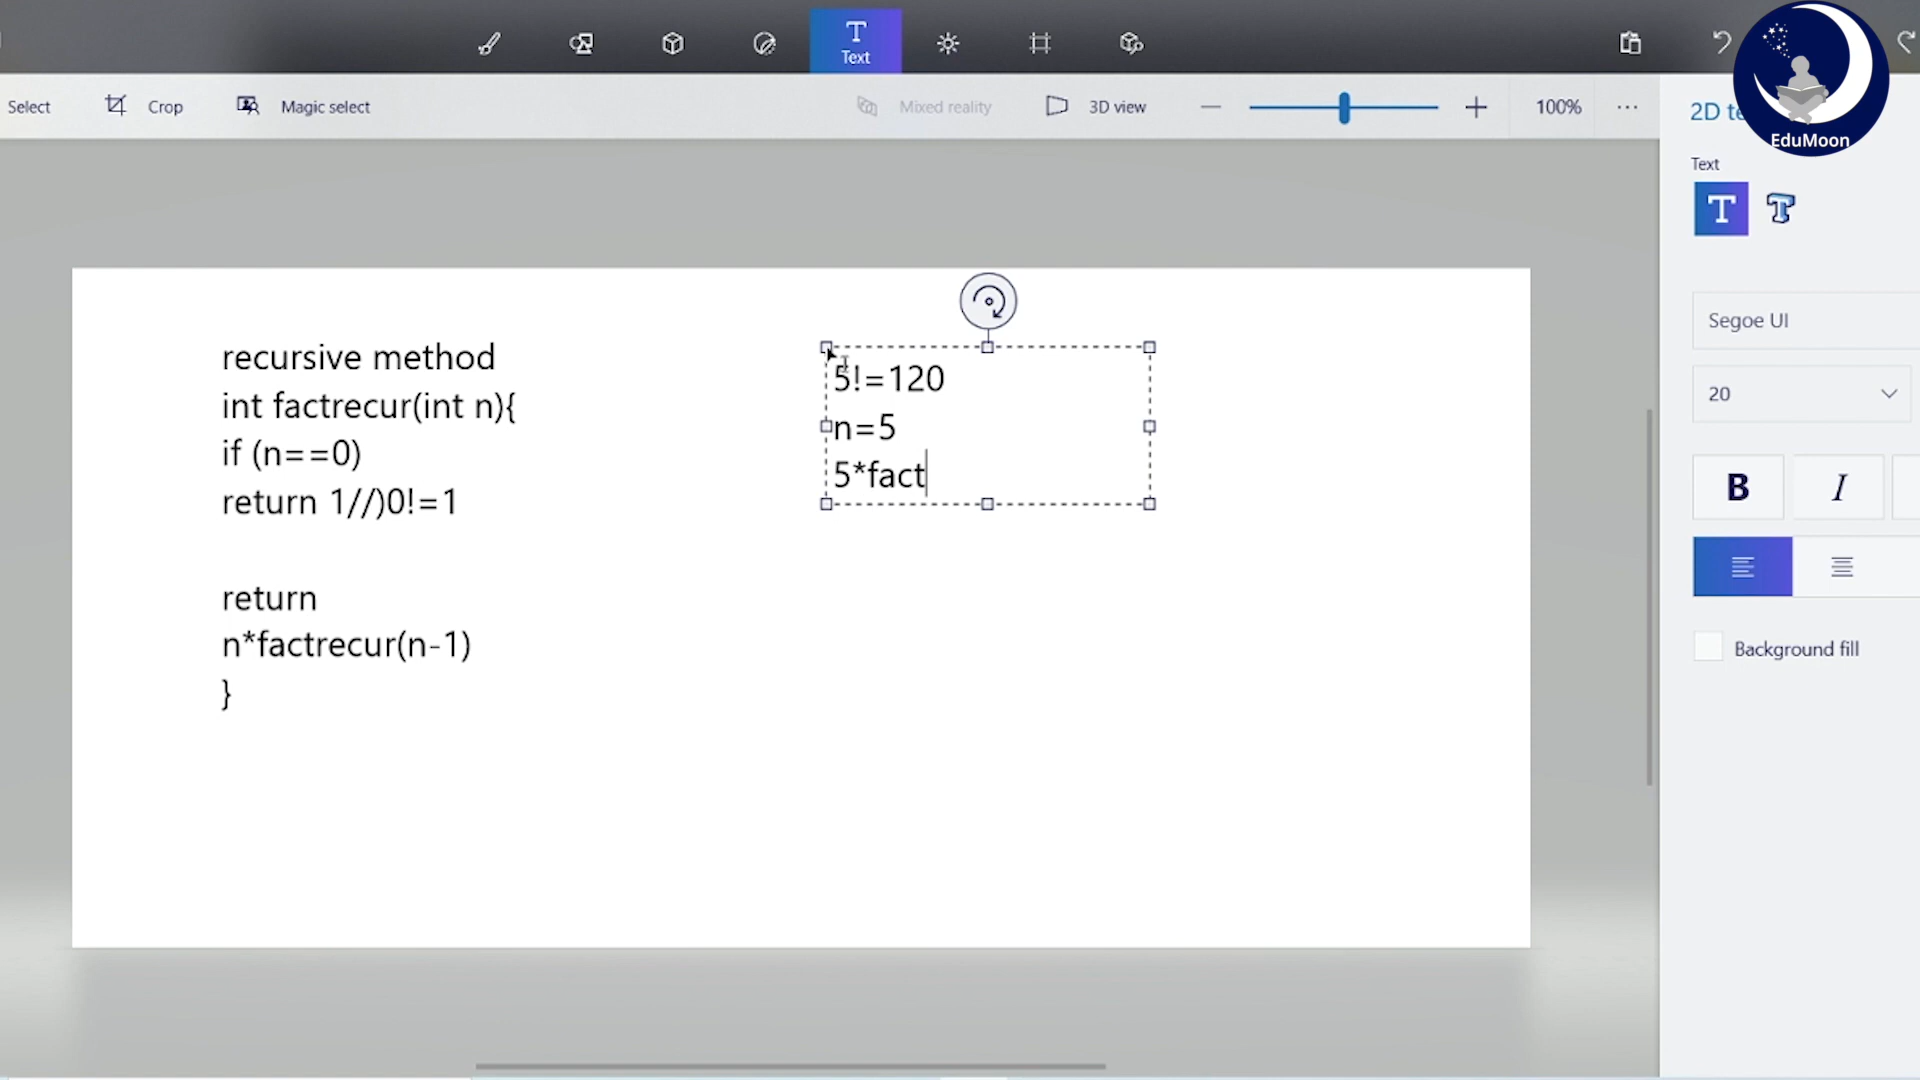 Text
Select
Crop
Magic select
Mixed reality
3D view
100%
2D te
EduMoon
Text
T
T
Segoe UI
20
B
I
Background fill
recursive method
int factrecur(int n){
if (n==0)
return 1//)0!=1
return
n*factrecur(n-1)
}
5!=120
n=5
5*fact